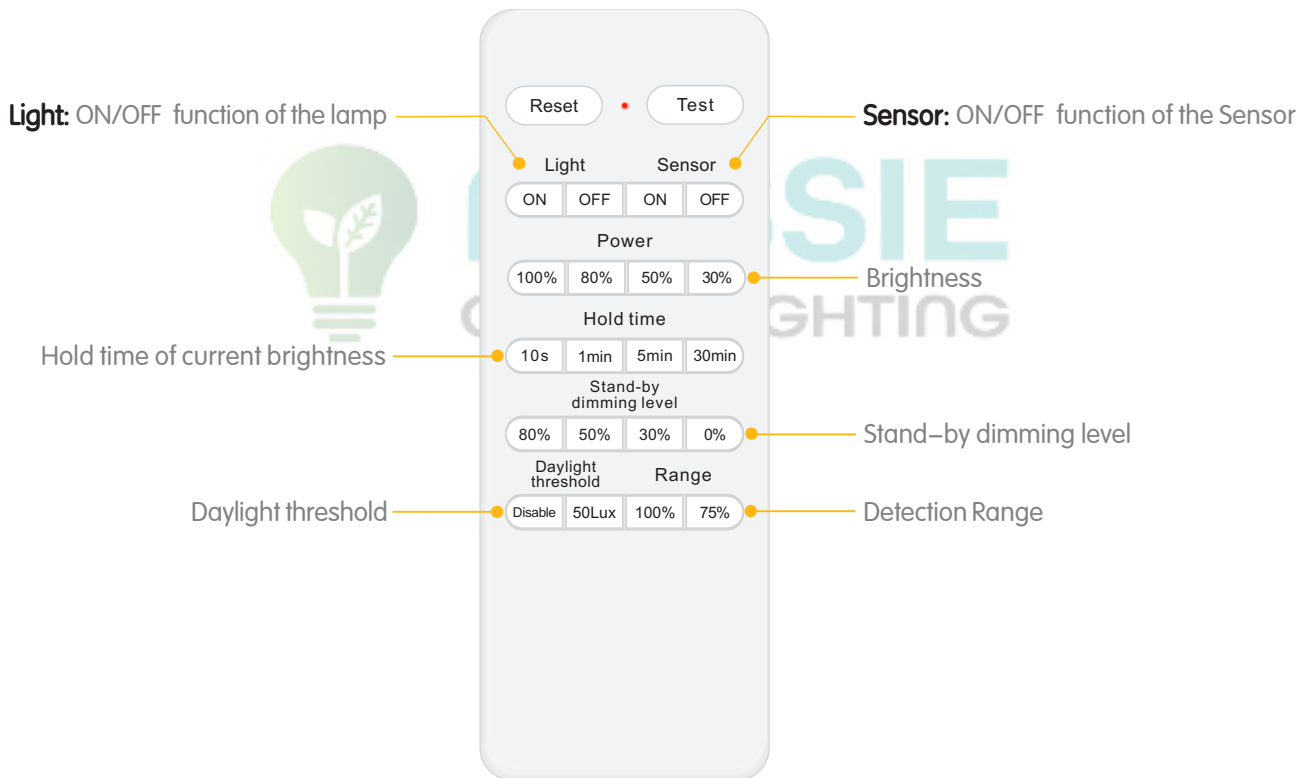 Reset Test
Light: ON/OFF function of the lamp
Sensor: ON/OFF function of the Sensor
Light Sensor
ON OFF ON OFF
Power
100% 80% 50% 30%
Brightness
Hold time
Hold time of current brightness
10s 1min 5min 30min
Stand-by
dimming level
80% 50% 30% 0%
Stand-by dimming level
Daylight
threshold
Range
Daylight threshold
Disable 50Lux 100% 75%
Detection Range